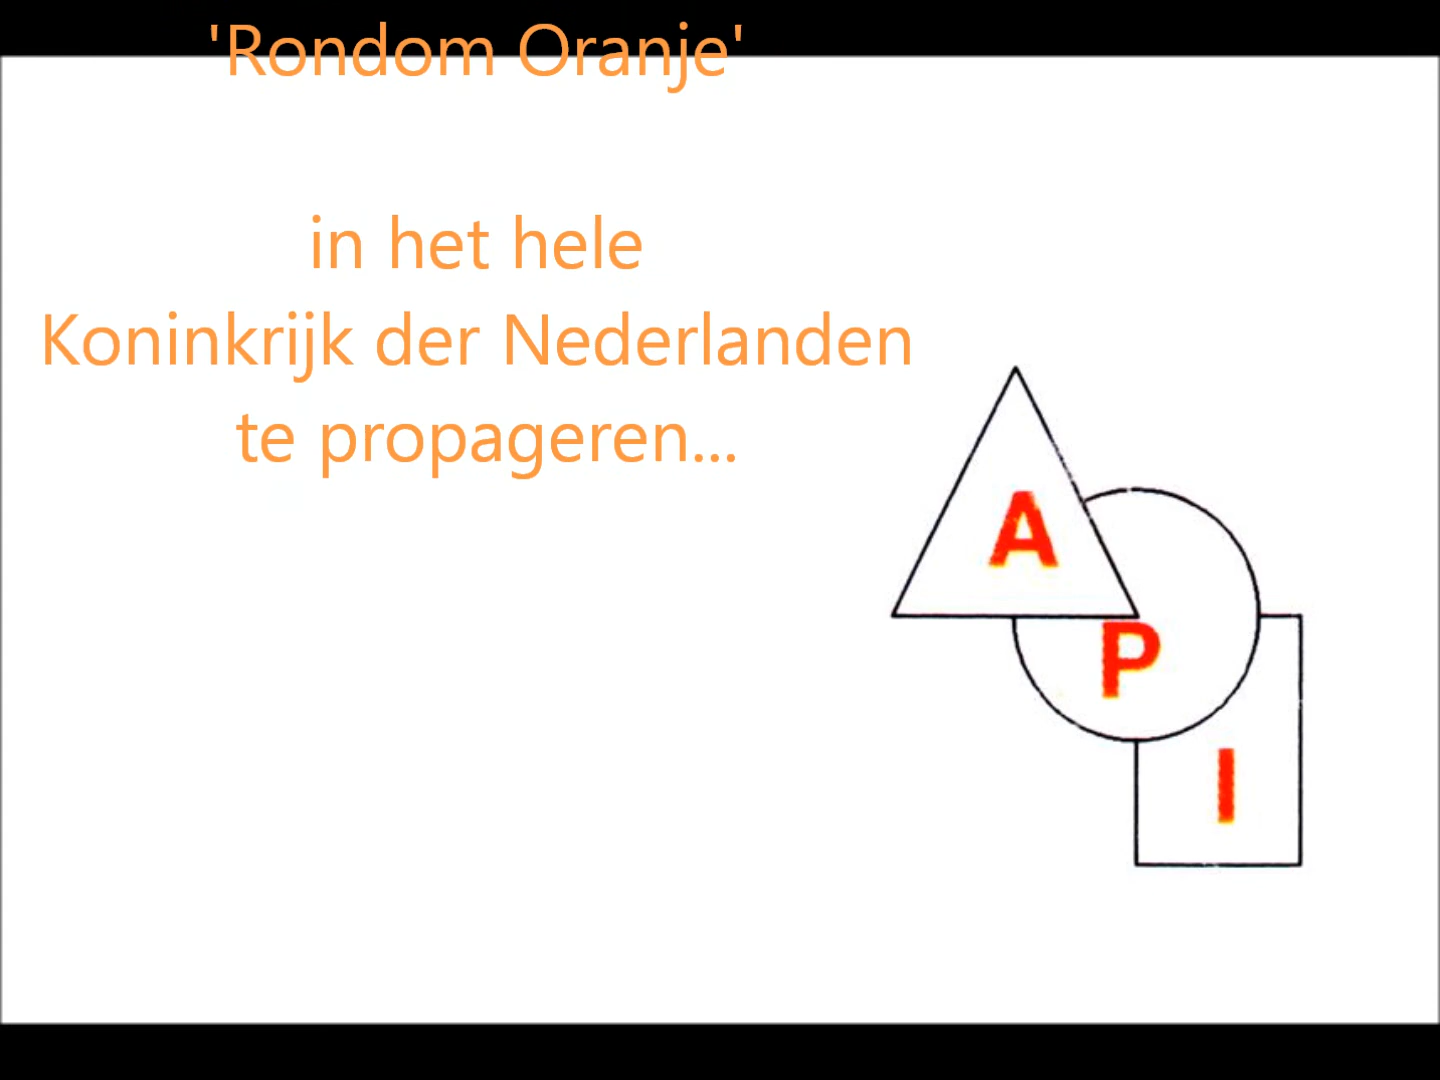 'Rondom Oranje'
in het hele
Koninkrijk der Nederlanden
te propageren...
A
P
I